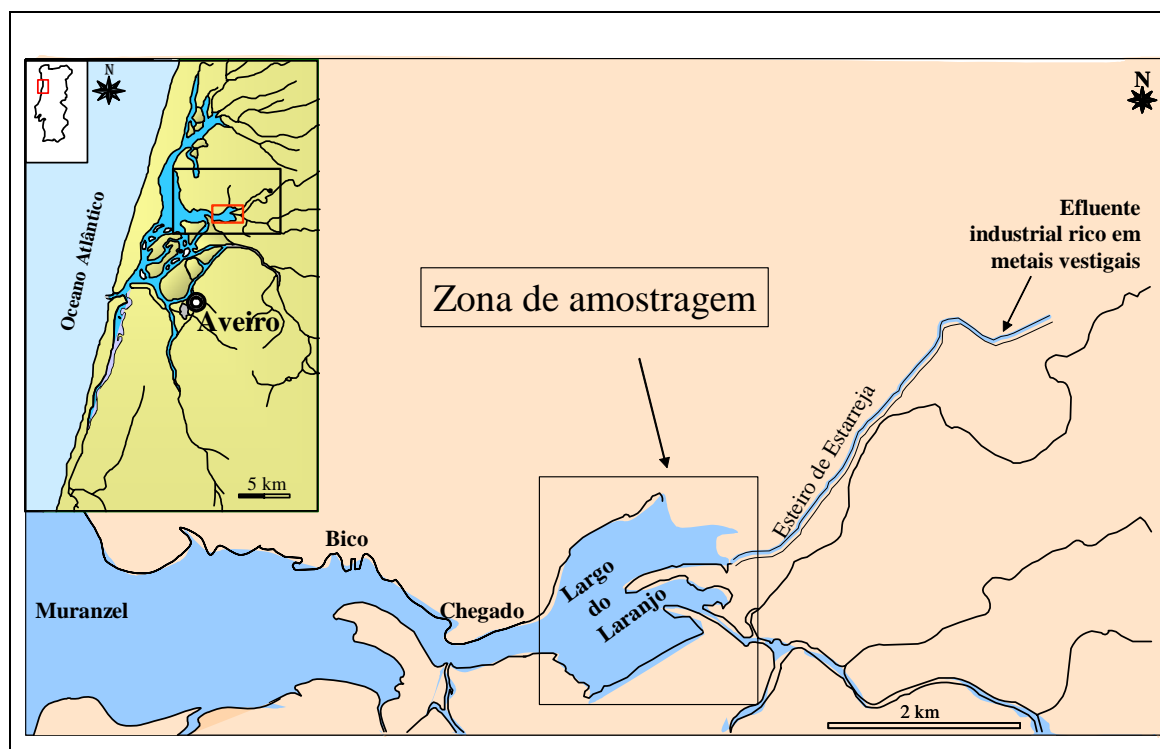 N
N
Oceano Atlântico
Aveiro
5 km
Efluente
industrial rico em
metais vestigais
Zona de amostragem
Esteiro de Estarreja
Bico
Muranzel
Chegado
Largo
do
Laranjo
2 km